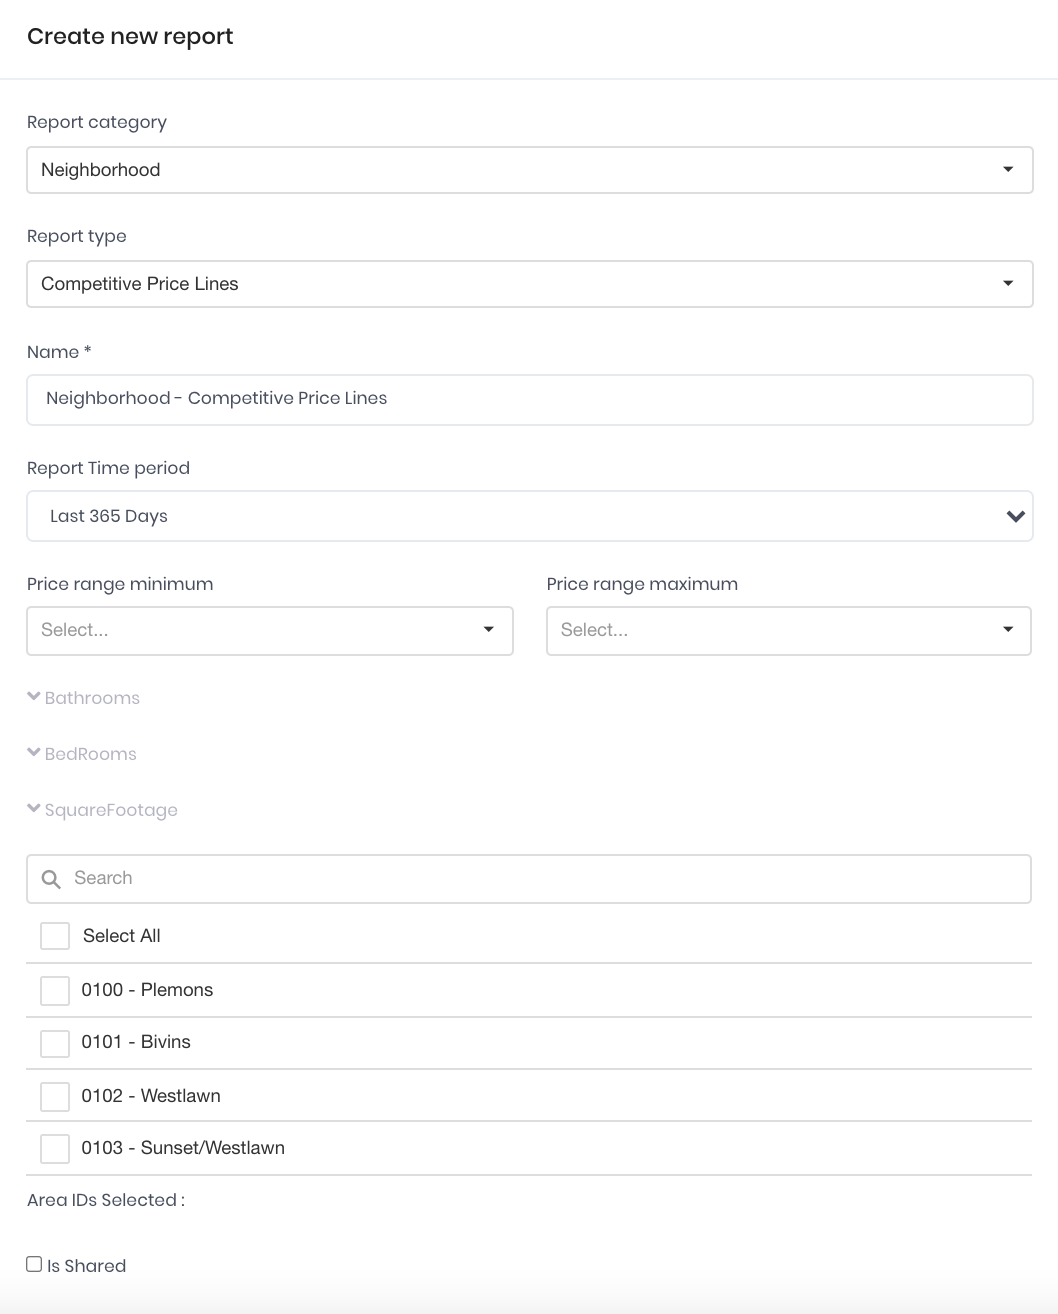 Create new report
Report category
Neighborhood
Report type
Competitive Price Lines
Name *
Neighborhood - Competitive Price Lines
Report Time period
Last 365 Days
Price range minimum
Price range maximum
Select...
Select...
Bathrooms
BedRooms
SquareFootage
Search
Select All
0100 - Plemons
0101 - Bivins
0102 - Westlawn
0103 - Sunset/Westlawn
Area IDs Selected :
Is Shared